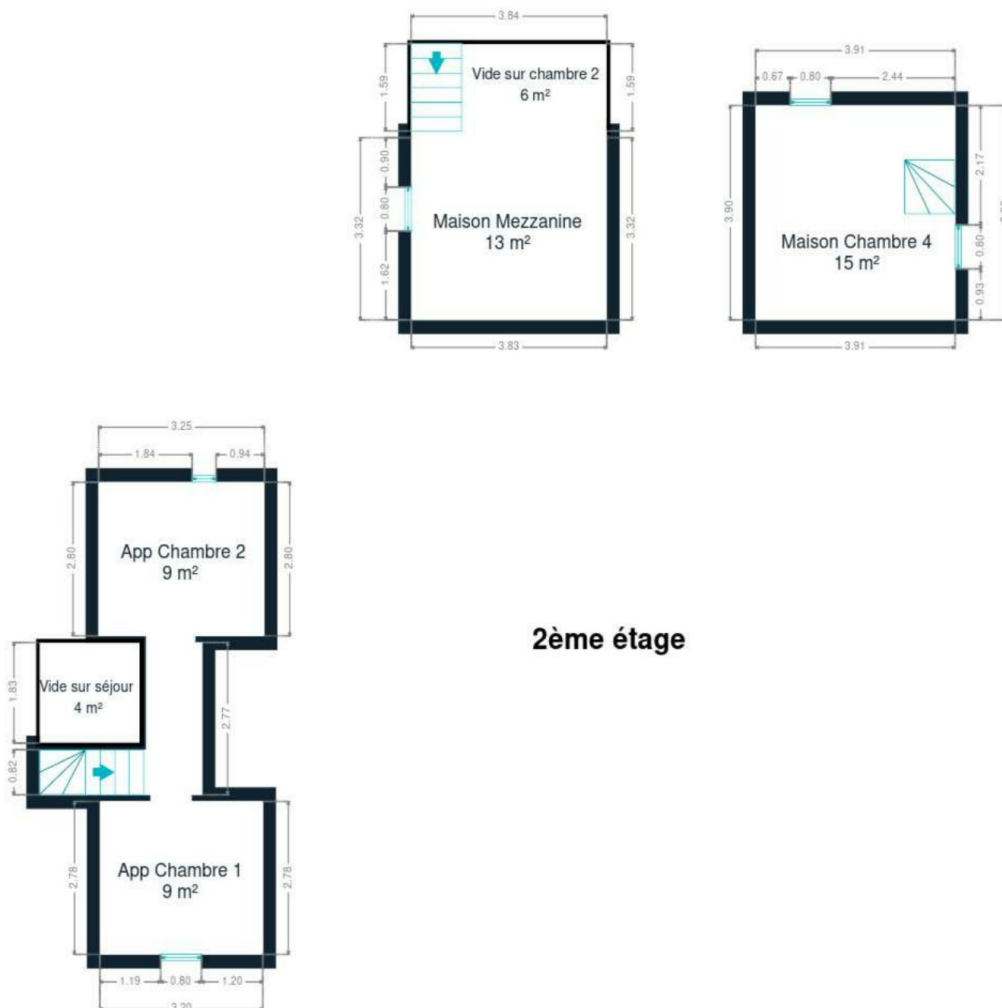 3.84
1.59
Vide sur chambre 2
6 m²
1.59
3.91
0.67
0.80
2.44
0.90
0.80
1.62
3.32
Maison Mezzanine
13 m²
3.32
3.83
3.90
2.17
0.80
0.93
Maison Chambre 4
15 m²
3.91
3.25
1.84
0.94
2.80
App Chambre 2
9 m²
2.80
2ème étage
1.83
Vide sur séjour
4 m²
2.77
0.82
2.78
App Chambre 1
9 m²
2.78
1.19
0.80
1.20
3.20